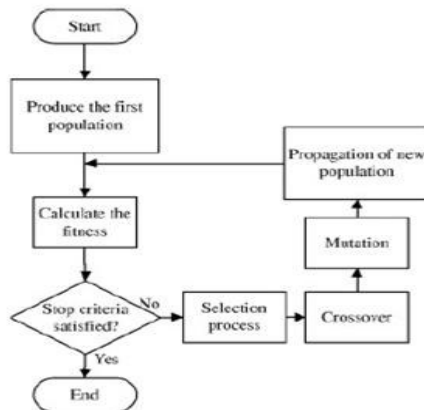 Start
Produce the first
population
Propagation of new
population
Calculate the
fitness
Mutation
Stop criteria
satisfied?
No
Selection
process
Crossover
Yes
End